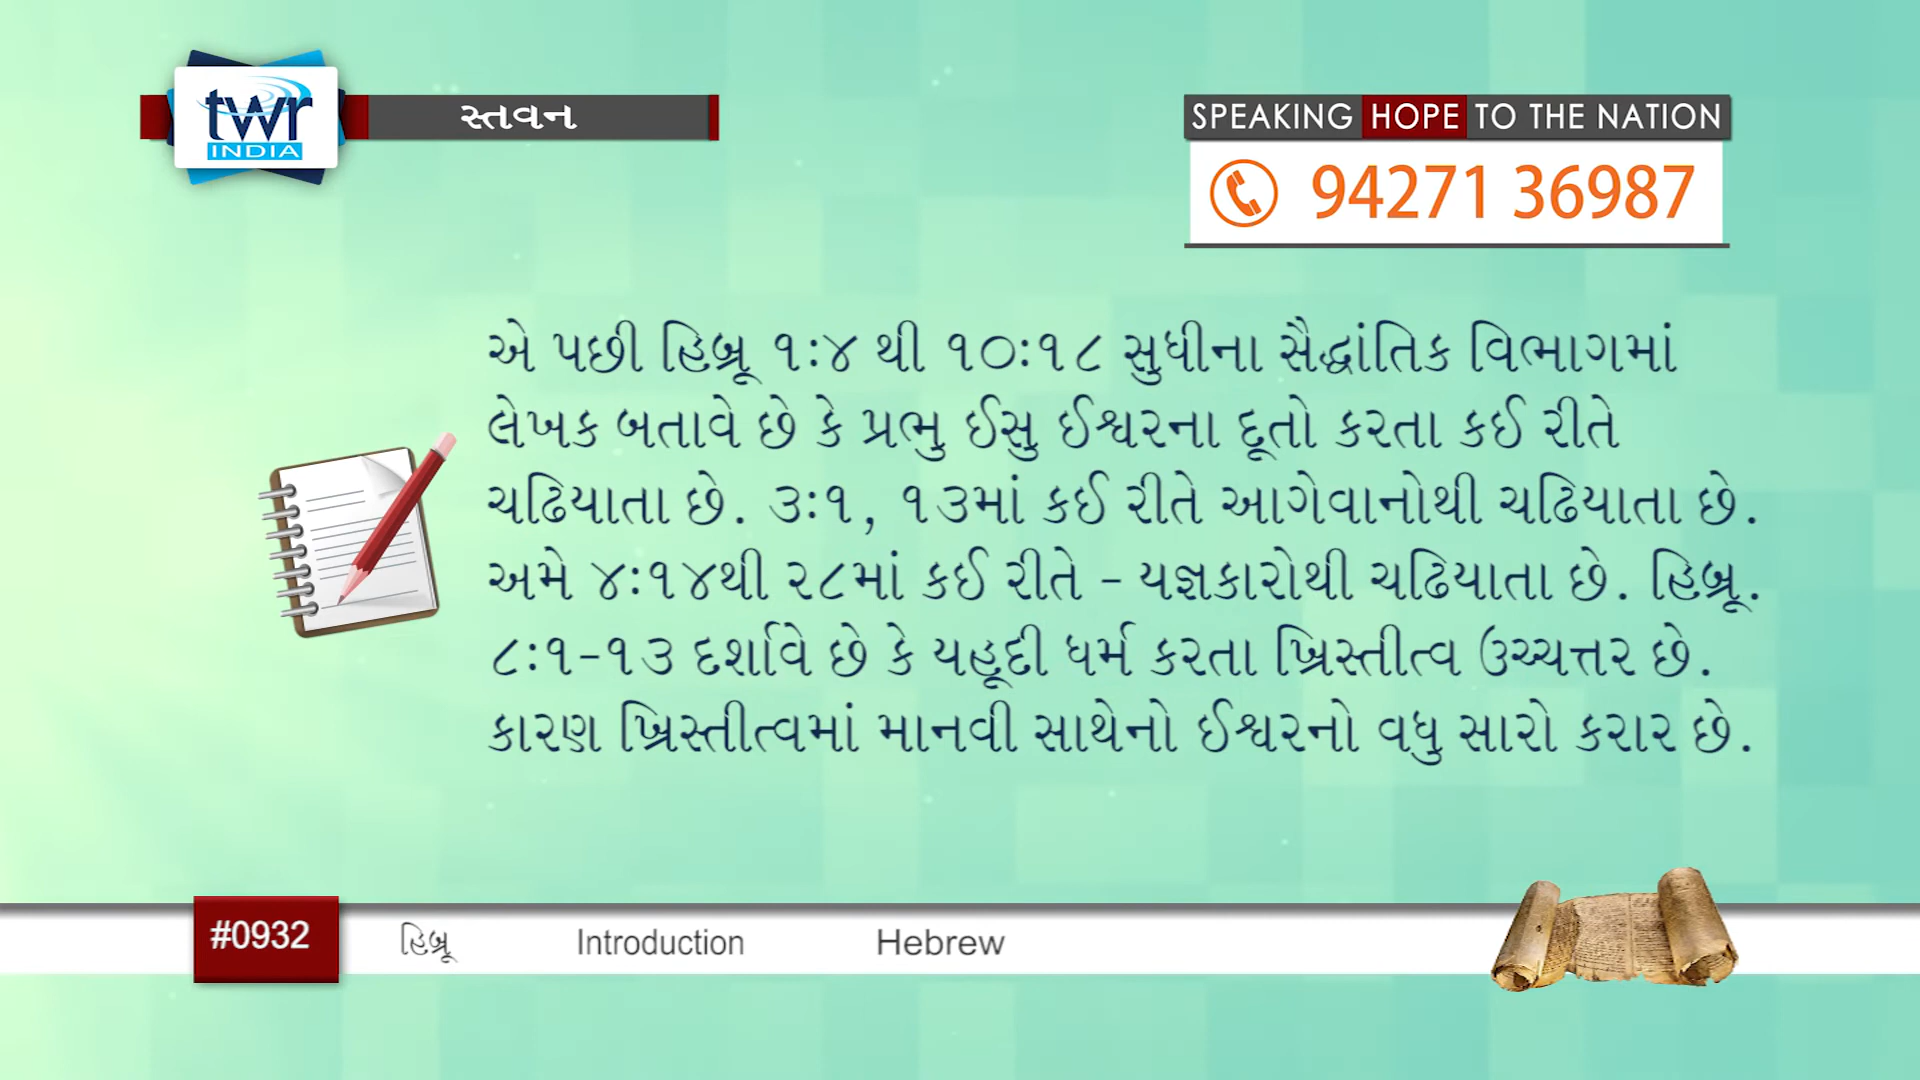 twr
INDIA
સ્તવન
SPEAKING HOPE TO THE NATION
94271 36987
એ પછી હિબ્રૂ ૧:૪ થી ૧૦:૧૮ સુધીના સૈદ્ધાંતિક વિભાગમાં
લેખક બતાવે છે કે પ્રભુ ઈસુ ઈશ્વરના દૂતો કરતા કઈ રીતે
ચઢિયાતા છે. ૩:૧, ૧૩માં કઈ રીતે આગેવાનોથી ચઢિયાતા છે.
અમે ૪:૧૪થી ૨૮માં કઈ રીતે - યજ્ઞકારોથી ચઢિયાતા છે. હિબ્રૂ.
૮:૧-૧૩ દર્શાવે છે કે યહૂદી ધર્મ કરતા ખ્રિસ્તીત્વ ઉચ્ચત્તર છે.
કારણ ખ્રિસ્તીત્વમાં માનવી સાથેનો ઈશ્વરનો વધુ સારો કરાર છે.
#0932 હિબ્રૂ Introduction Hebrew